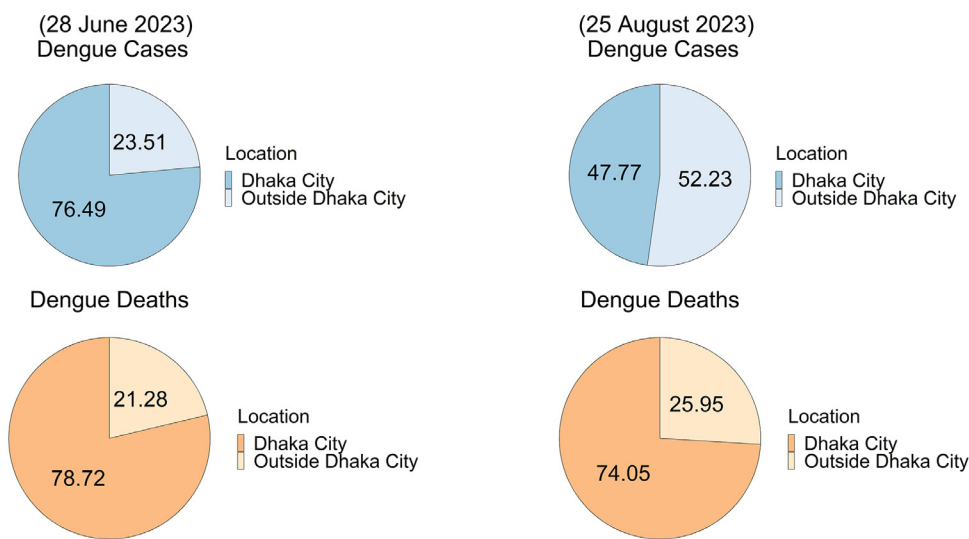 (28 June 2023)
Dengue Cases
23.51
76.49
Location
Dhaka City
Outside Dhaka City
(25 August 2023)
Dengue Cases
47.77
52.23
Location
Dhaka City
Outside Dhaka City
Dengue Deaths
21.28
78.72
Location
Dhaka City
Outside Dhaka City
Dengue Deaths
25.95
74.05
Location
Dhaka City
Outside Dhaka City